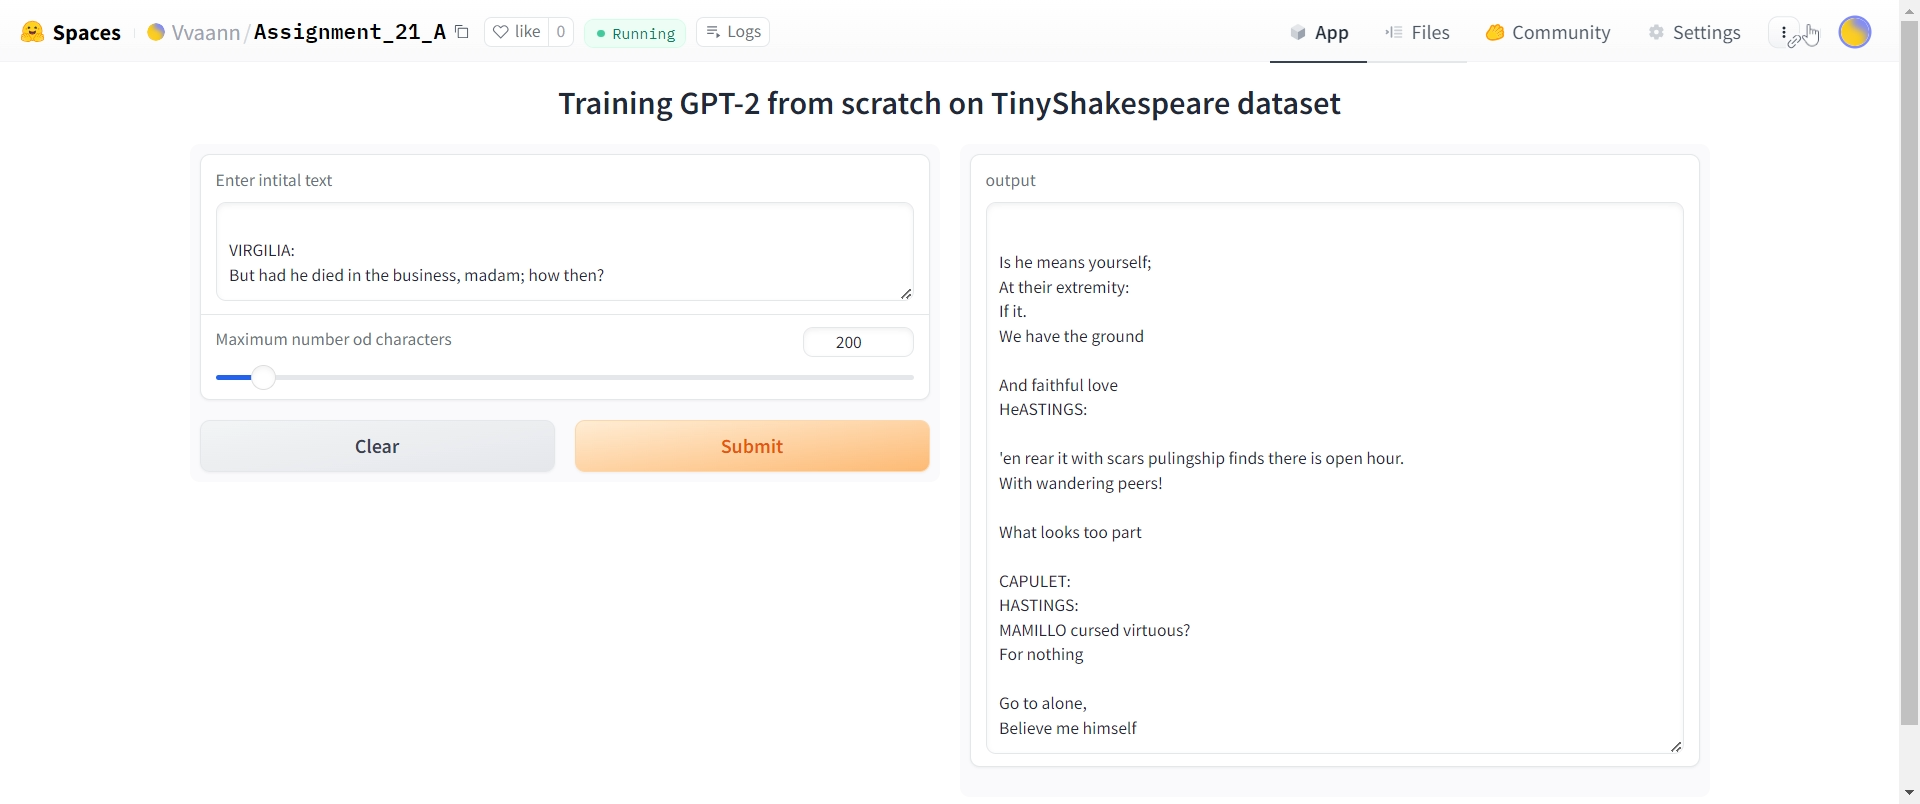 Spaces Vvaann/Assignment_21_A like 0 Running Logs App Files Community Settings
Training GPT-2 from scratch on TinyShakespeare dataset
Enter intital text
VIRGILIA:
But had he died in the business, madam; how then?
Maximum number od characters 200
Clear Submit
output
Is he means yourself;
At their extremity:
If it.
We have the ground
And faithful love
HeASTINGS:
'en rear it with scars pulingship finds there is open hour.
With wandering peers!
What looks too part
CAPULET:
HASTINGS:
MAMILLO cursed virtuous?
For nothing
Go to alone,
Believe me himself